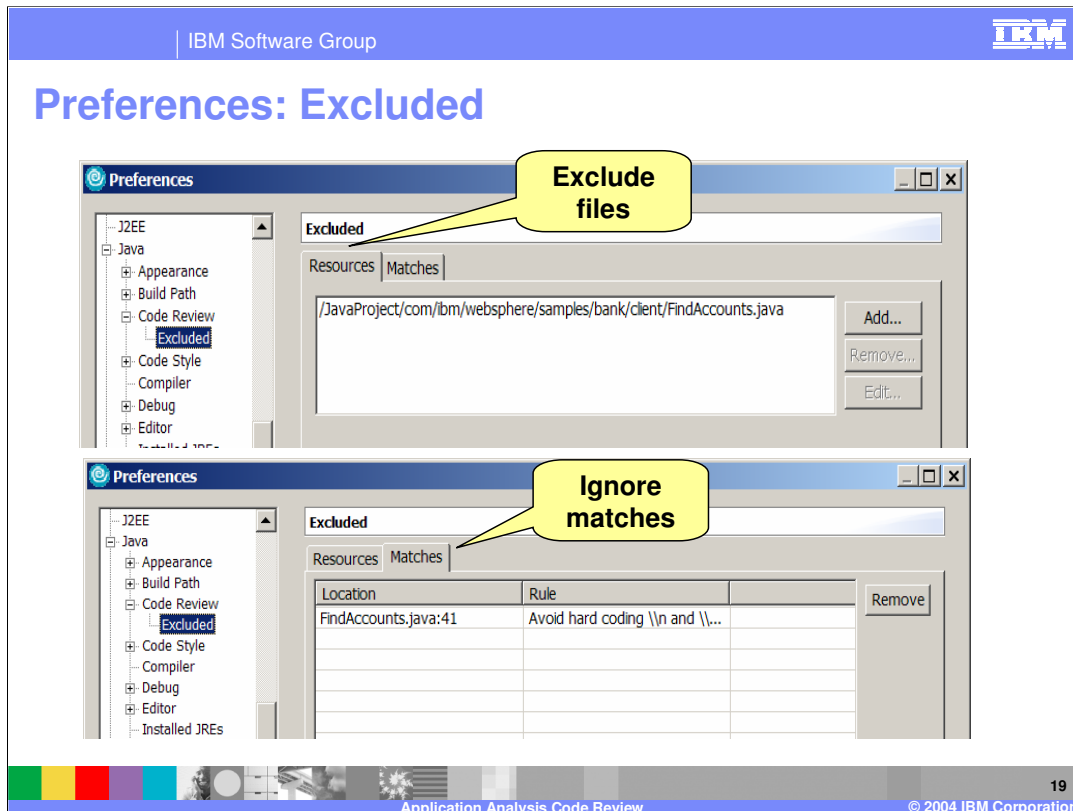 IBM Software Group
IBM
Preferences: Excluded
Preferences
Exclude
files
J2EE
Java
Appearance
Build Path
Code Review
Excluded
Code Style
Compiler
Debug
Editor
Installed JREs
Excluded
Resources
Matches
/JavaProject/com/ibm/websphere/samples/bank/client/FindAccounts.java
Add...
Remove...
Edit...
Preferences
Ignore
matches
J2EE
Java
Appearance
Build Path
Code Review
Excluded
Code Style
Compiler
Debug
Editor
Installed JREs
Excluded
Resources
Matches
Location
Rule
FindAccounts.java:41
Avoid hard coding \\n and \\...
Remove
19
Application Analysis Code Review
© 2004 IBM Corporation